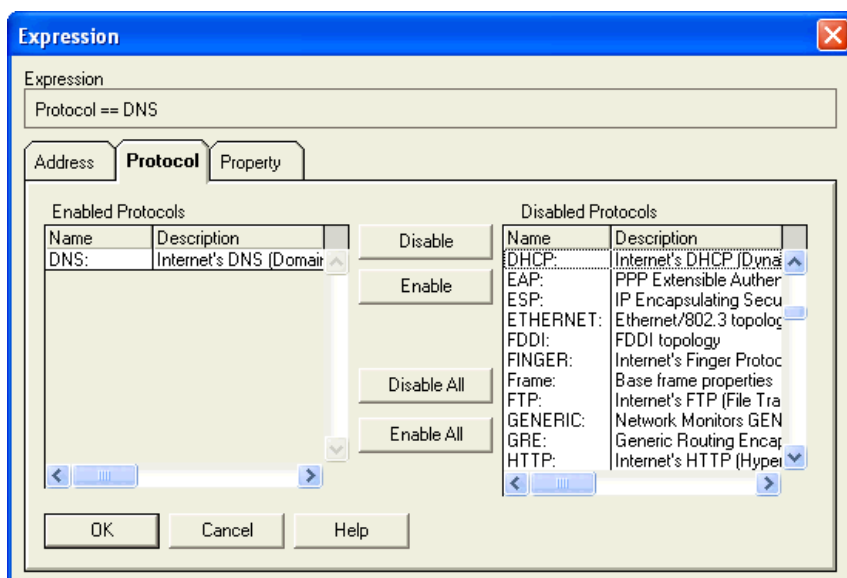 Expression
Expression
Protocol == DNS
Address Protocol Property
Enabled Protocols
Name Description
DNS: Internet's DNS (Domain
Disable
Enable
Disable All
Enable All
Disabled Protocols
Name Description
DHCP: Internet's DHCP (Dyna
EAP: PPP Extensible Auther
ESP: IP Encapsulating Secu
ETHERNET: Ethernet/802.3 topolog
FDDI: FDDI topology
FINGER: Internet's Finger Protoc
Frame: Base frame properties
FTP: Internet's FTP (File Tra
GENERIC: Network Monitors GEN
GRE: Generic Routing Encap
HTTP: Internet's HTTP (Hyper
OK Cancel Help